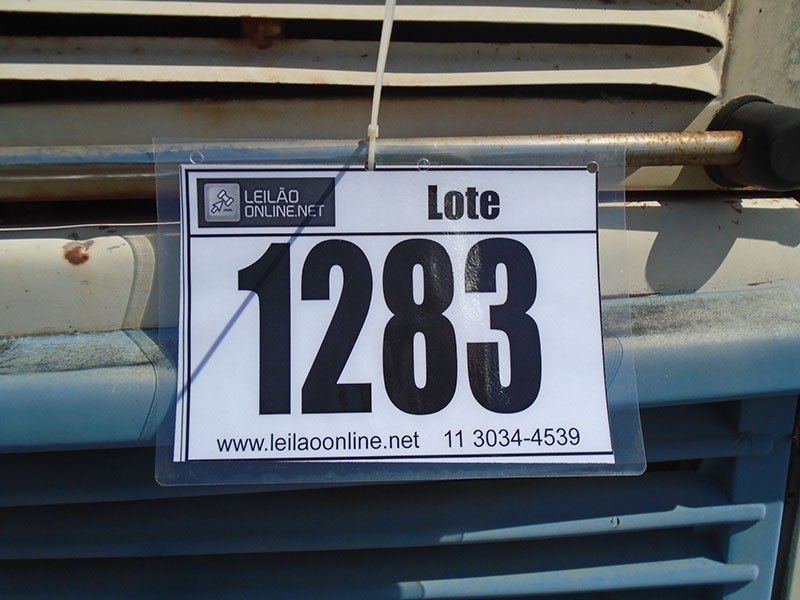 LEILÃO
ONLINE.NET
Lote
1283
www.leilaoonline.net 11 3034-4539